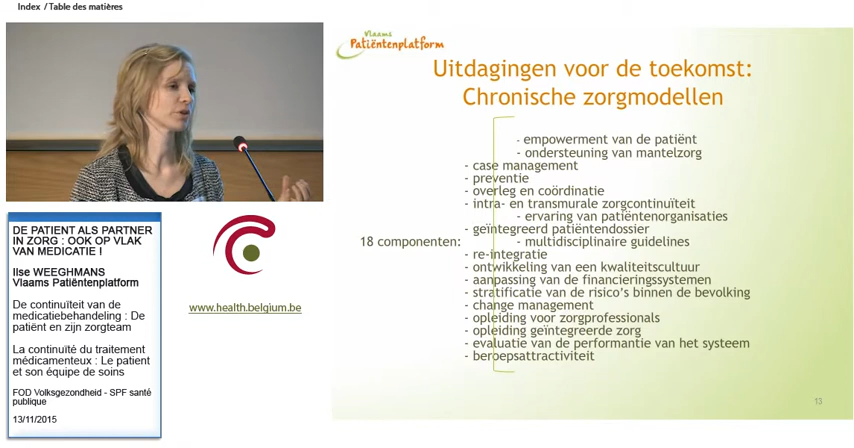 Index / Table des matières
Vlaams
Patiëntenplatform
Uitdagingen voor de toekomst:
Chronische zorgmodellen
- empowerment van de patiënt
- ondersteuning van mantelzorg
- case management
- preventie
- overleg en coördinatie
- intra- en transmurale zorgcontinuïteit
- ervaring van patiëntenorganisaties
- geïntegreerd patiëntendossier
18 componenten:
- multidisciplinaire guidelines
- re-integratie
- ontwikkeling van een kwaliteitscultuur
- aanpassing van de financieringssystemen
- stratificatie van de risico's binnen de bevolking
- change management
- opleiding voor zorgprofessionals
- opleiding geïntegreerde zorg
- evaluatie van de performantie van het systeem
- beroepsattractiviteit
13
DE PATIENT ALS PARTNER
IN ZORG : OOK OP VLAK
VAN MEDICATIE !
Ilse WEEGHMANS
Vlaams Patiëntenplatform
De continuïteit van de
medicatiebehandeling : De
patiënt en zijn zorgteam
La continuïté du traitement
médicamenteux : Le patient
et son équipe de soins
FOD Volksgezondheid - SPF santé
publique
13/11/2015
www.health.belgium.be